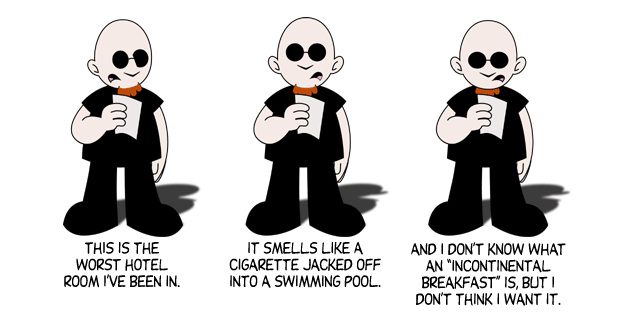 THIS IS THE
WORST HOTEL
ROOM I'VE BEEN IN.
IT SMELLS LIKE A
CIGARETTE JACKED OFF
INTO A SWIMMING POOL.
AND I DON'T KNOW WHAT
AN "INCONTINENTAL
BREAKFAST" IS, BUT I
DON'T THINK I WANT IT.